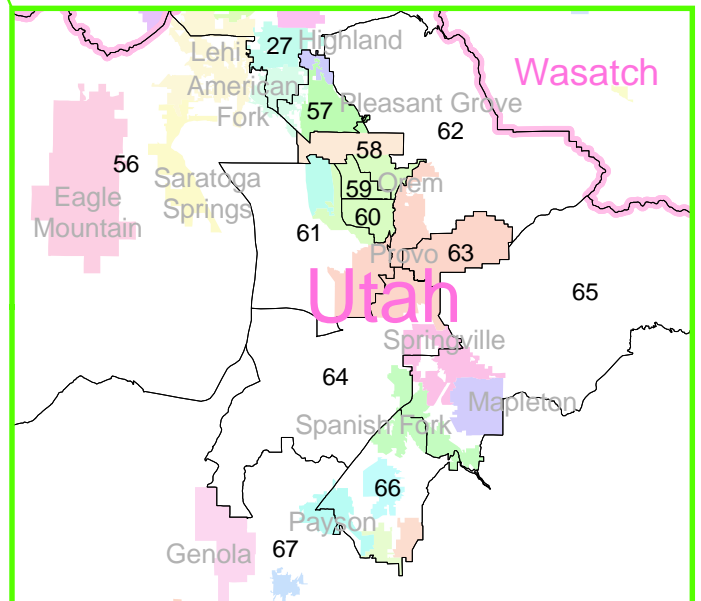 27
Highland
Lehi
Wasatch
American
Fork
57
Pleasant Grove
62
58
56
Saratoga
Springs
59
Orem
Eagle
Mountain
60
61
Provo
63
Utah
65
Springville
64
Mapleton
Spanish Fork
66
Payson
67
Genola